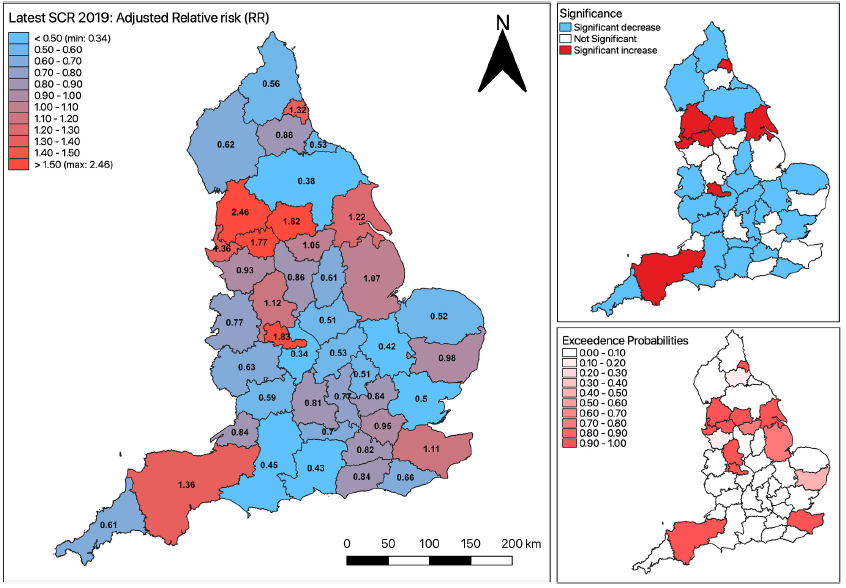 Latest SCR 2019: Adjusted Relative risk (RR)
< 0.50 (min: 0.34)
0.50 - 0.60
0.60 - 0.70
0.70 - 0.80
0.80 - 0.90
0.90 - 1.00
1.00 - 1.10
1.10 - 1.20
1.20 - 1.30
1.30 - 1.40
1.40 - 1.50
> 1.50 (max: 2.46)
N
0.56
1.32
0.88
0.62
0.53
0.38
2.46
1.62
1.22
1.77
1.36
1.05
0.93
0.86
0.61
1.07
1.12
0.77
0.51
0.52
1.83
0.34
0.42
0.53
0.98
0.63
0.51
0.59
0.81
0.77
0.84
0.5
0.84
0.7
0.95
0.82
1.11
0.45
0.43
0.84
0.66
1.36
0.61
0 50 100 150 200 km
Significance
Significant decrease
Not Significant
Significant increase
Exceedence Probabilities
0.00 - 0.10
0.10 - 0.20
0.20 - 0.30
0.30 - 0.40
0.40 - 0.50
0.50 - 0.60
0.60 - 0.70
0.70 - 0.80
0.80 - 0.90
0.90 - 1.00